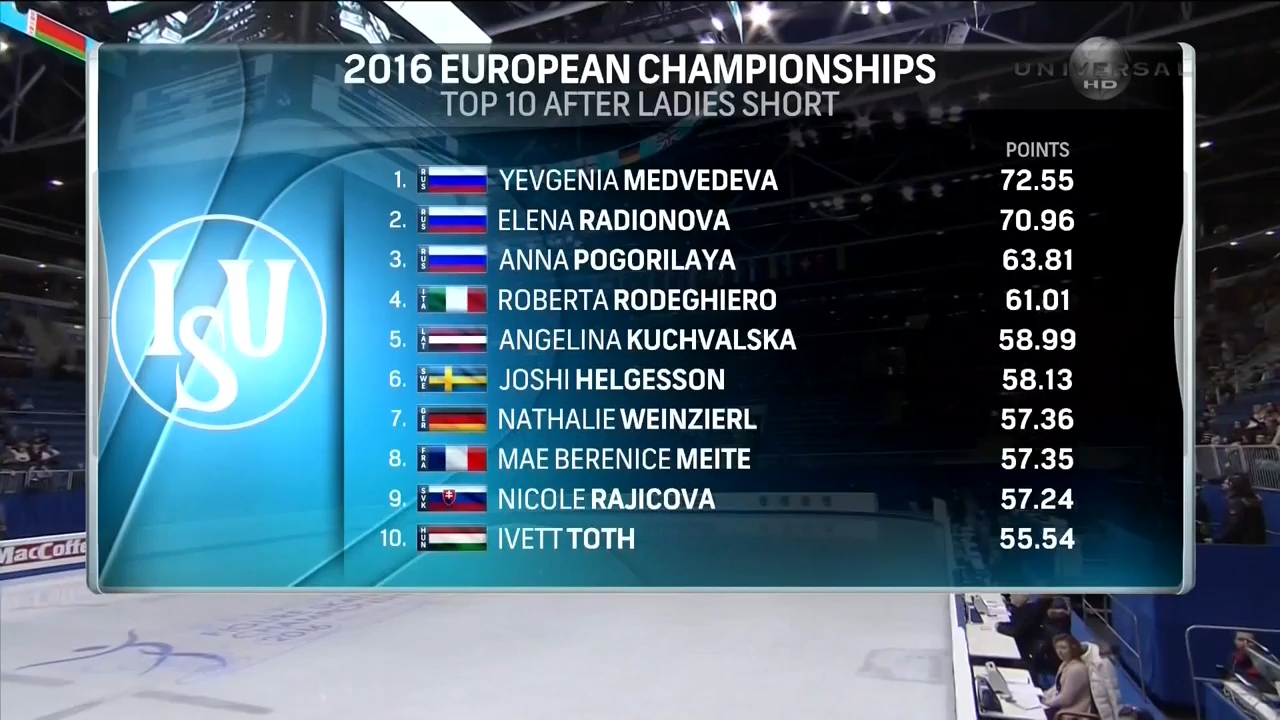 2016 EUROPEAN CHAMPIONSHIPS
UNIVERSAL
HD
TOP 10 AFTER LADIES SHORT
POINTS
1. RUS YEVGENIA MEDVEDEVA 72.55
2. RUS ELENA RADIONOVA 70.96
3. RUS ANNA POGORILAYA 63.81
4. ITA ROBERTA RODEGHIERO 61.01
5. LAT ANGELINA KUCHVALSKA 58.99
6. SWE JOSHI HELGESSON 58.13
7. GER NATHALIE WEINZIERL 57.36
8. FRA MAE BERENICE MEITE 57.35
9. SVK NICOLE RAJICOVA 57.24
10. HUN IVETT TOTH 55.54
ISU
MacCoffe
2016